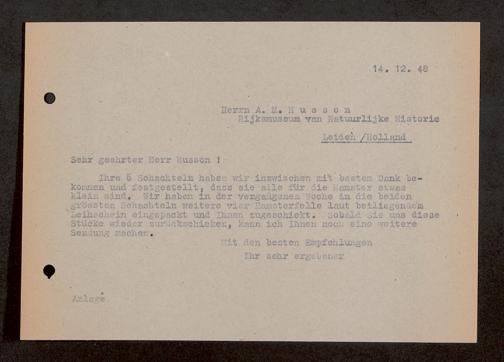 14. 12. 48
Herrn A. M. H u s s o n
Rijksmuseum van Natuurlijke Historie
Leiden /Holland
Sehr geehrter Herr Husson !
Ihre 5 Schachteln haben wir inzwischen mit bestem Dank be-
kommen und festgestellt, dass sie alle für die Hamster etwas
klein sind. Wir haben in der vergangenen Woche in die beiden
grössten Schachteln weitere vier Hamsterfelle laut beiliegendem
Leihschein eingepackt und Ihnen zugeschickt. Sobald Sie uns diese
Stücke wieder zurückschicken, kann ich Ihnen noch eine weitere
Sendung machen.
Mit den besten Empfehlungen
Ihr sehr ergebener
Anlage